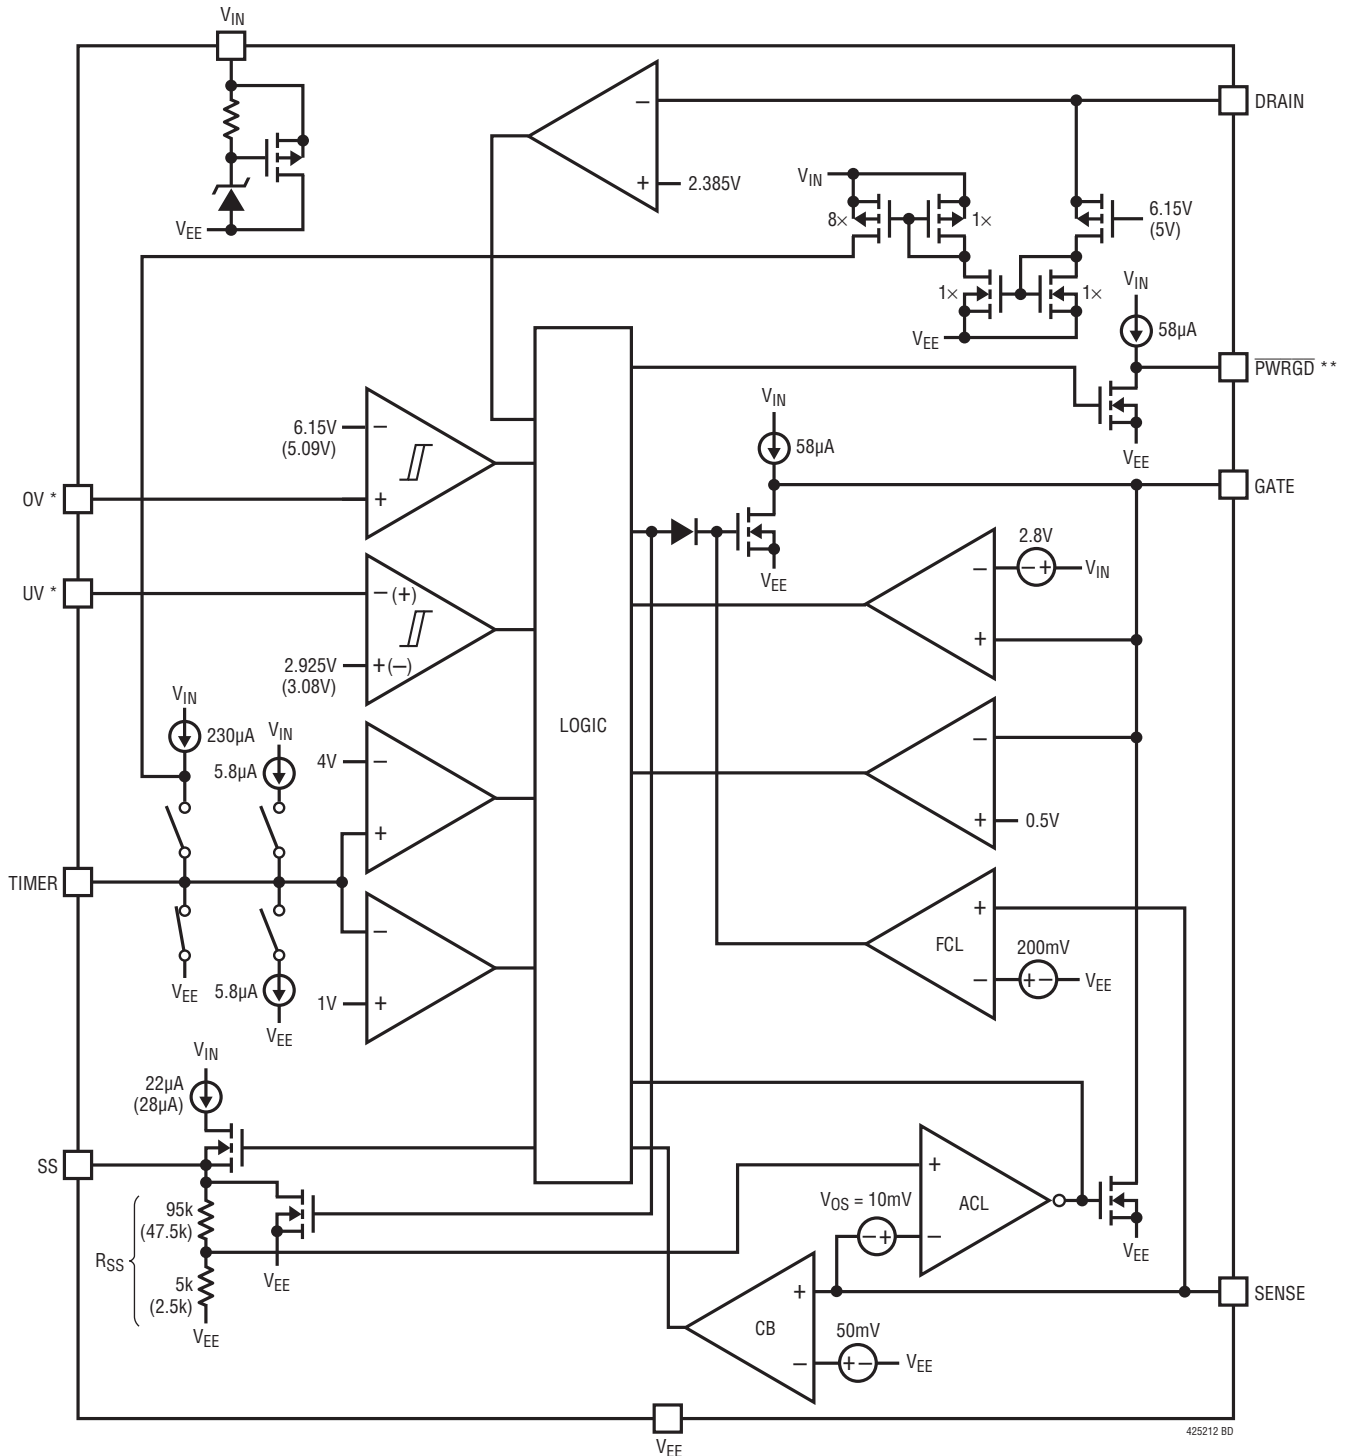 VIN
DRAIN
−
+
2.385V
VIN
8×
1×
6.15V
(5V)
VEE
1×
1×
VIN
VEE
58µA
PWRGD **
VIN
6.15V
(5.09V)
−
58µA
VEE
OV *
+
GATE
2.8V
−
− +
VIN
VEE
UV *
− (+)
2.925V
(3.08V)
+ (−)
+
VIN
LOGIC
230µA
VIN
−
5.8µA
4V
−
+
0.5V
+
TIMER
−
+
FCL
200mV
−
+ −
VEE
VEE
5.8µA
1V
+
VEE
VIN
22µA
(28µA)
SS
+
95k
(47.5k)
VOS = 10mV
ACL
− +
−
VEE
RSS
VEE
5k
(2.5k)
+
SENSE
CB
50mV
VEE
−
+ −
VEE
425212 BD
VEE